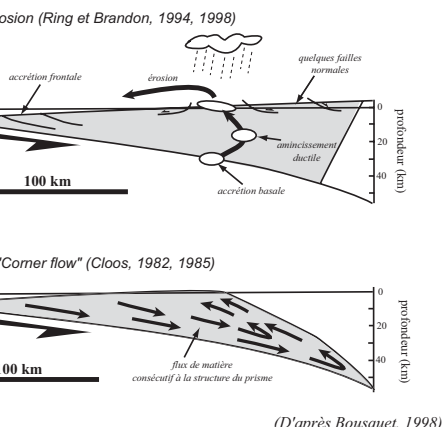 osion (Ring et Brandon, 1994, 1998)
quelques failles
normales
accrétion frontale
érosion
0
20
40
profondeur (km)
amincissement
ductile
100 km
accrétion basale
"Corner flow" (Cloos, 1982, 1985)
0
20
40
profondeur (km)
flux de matière
consécutif à la structure du prisme
00 km
(D'après Bousquet, 1998)